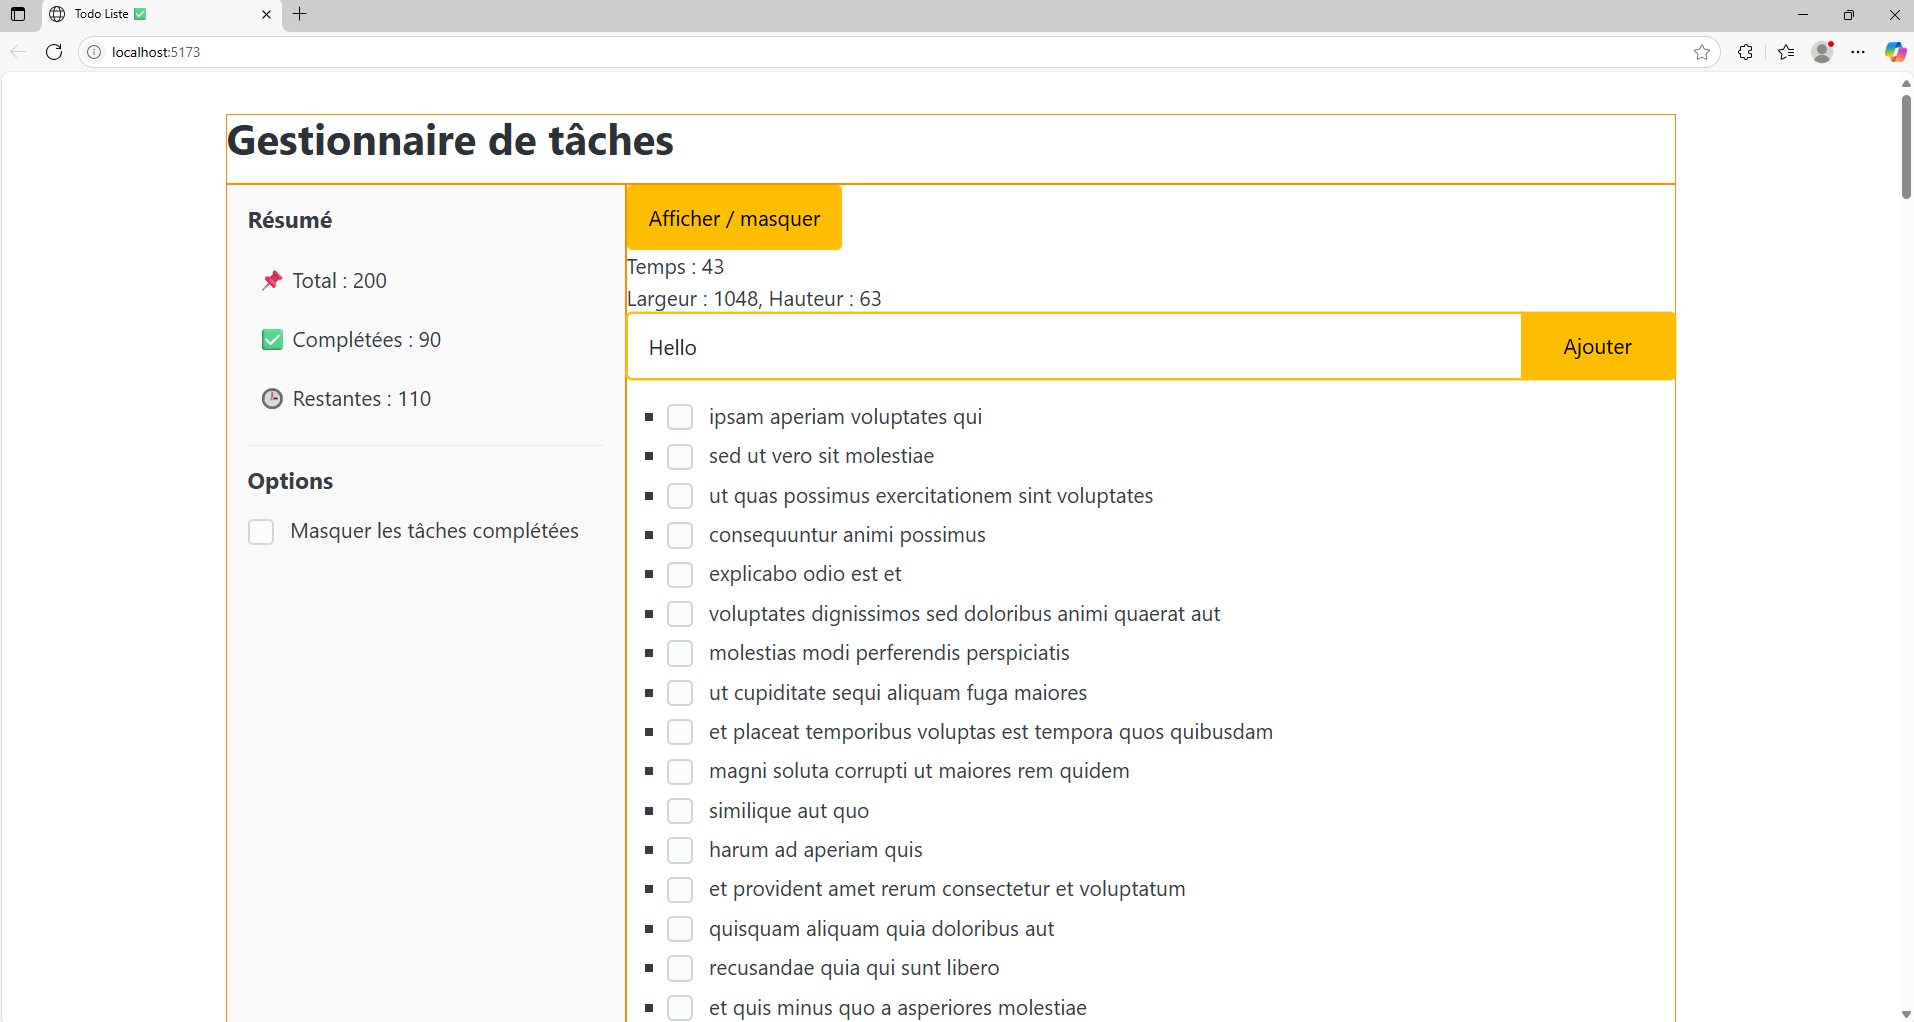 Todo Liste ✅
localhost:5173
Gestionnaire de tâches
Résumé
📌 Total : 200
✅ Complétées : 90
🕒 Restantes : 110
Options
Masquer les tâches complétées
Afficher / masquer
Temps : 43
Largeur : 1048, Hauteur : 63
Hello
Ajouter
ipsam aperiam voluptates qui
sed ut vero sit molestiae
ut quas possimus exercitationem sint voluptates
consequuntur animi possimus
explicabo odio est et
voluptates dignissimos sed doloribus animi quaerat aut
molestias modi perferendis perspiciatis
ut cupiditate sequi aliquam fuga maiores
et placeat temporibus voluptas est tempora quos quibusdam
magni soluta corrupti ut maiores rem quidem
similique aut quo
harum ad aperiam quis
et provident amet rerum consectetur et voluptatum
quisquam aliquam quia doloribus aut
recusandae quia qui sunt libero
et quis minus quo a asperiores molestiae